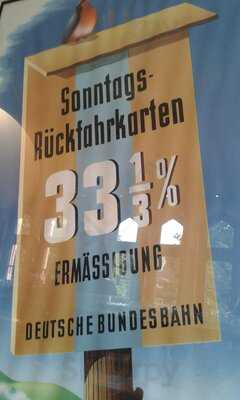 Sonntags-
Rückfahrkarten
33 1/3 %
ERMÄSSIGUNG
DEUTSCHE BUNDESBAHN